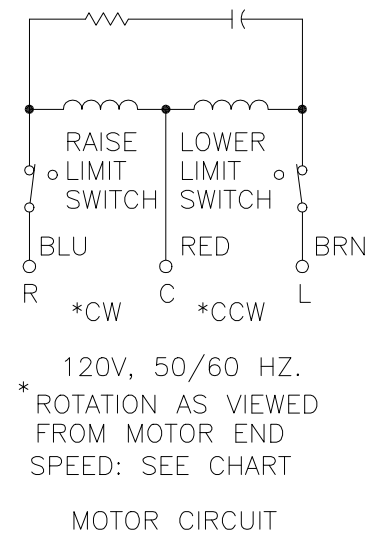 RAISE LOWER
LIMIT LIMIT
SWITCH SWITCH
BLU RED BRN
R C L
*CW *CCW
120V, 50/60 HZ.
* ROTATION AS VIEWED
FROM MOTOR END
SPEED: SEE CHART
MOTOR CIRCUIT